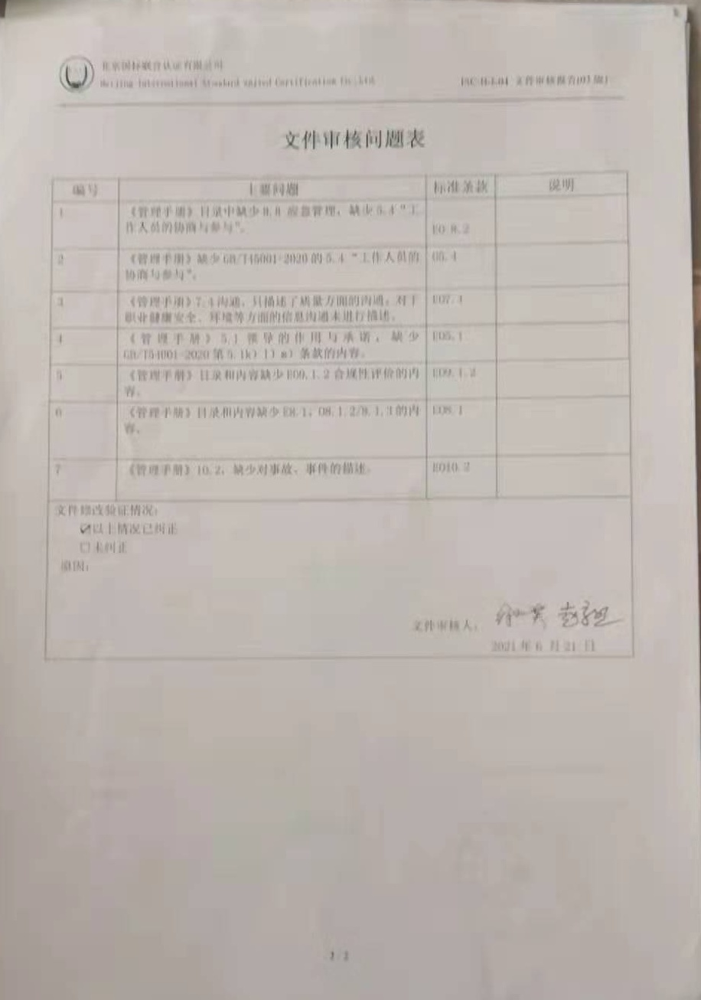 北京国标联合认证有限公司
Beijing International Standard united Certification Co.,Ltd
ISC-B-I-04 文件审核报告(03版)
文件审核问题表
编号 主要问题 标准条款 说明
1 《管理手册》目录中缺少8.8 应急管理,缺少5.4“工
作人员的协商与参与”。
EO 8.2
2 《管理手册》缺少GB/T45001-2020的5.4 “工作人员的 O5.4
协商与参与”。
3 《管理手册》7.4沟通,只描述了质量方面的沟通,对于 EO7.4
职业健康安全、环境等方面的信息沟通未进行描述。
4 《管理手册》5.1 领导的作用与承诺,缺少 EO5.1
GB/T54001-2020 第5.1k)l)m)条款的内容。
5 《管理手册》目录和内容缺少EO9.1.2合规性评价的内 EO9.1.2
容。
6 《管理手册》目录和内容缺少E8.1,O8.1.2/8.1.3的内 EO8.1
容。
7 《管理手册》10.2,缺少对事故、事件的描述。 EO10.2
文件修改验证情况:
☑以上情况已纠正
☐未纠正
原因:
文件审核人:
2021年6月21日